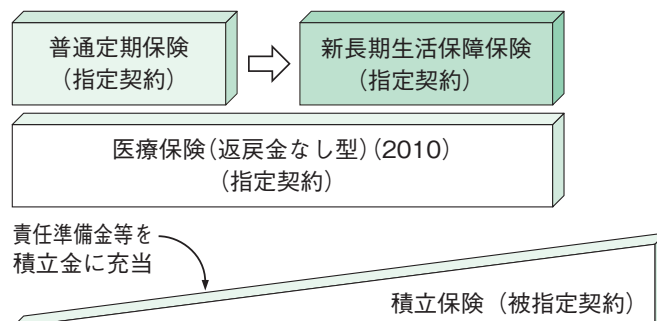 普通定期保険
（指定契約）
新長期生活保障保険
（指定契約）
医療保険（返戻金なし型）（2010）
（指定契約）
責任準備金等を
積立金に充当
積立保険（被指定契約）